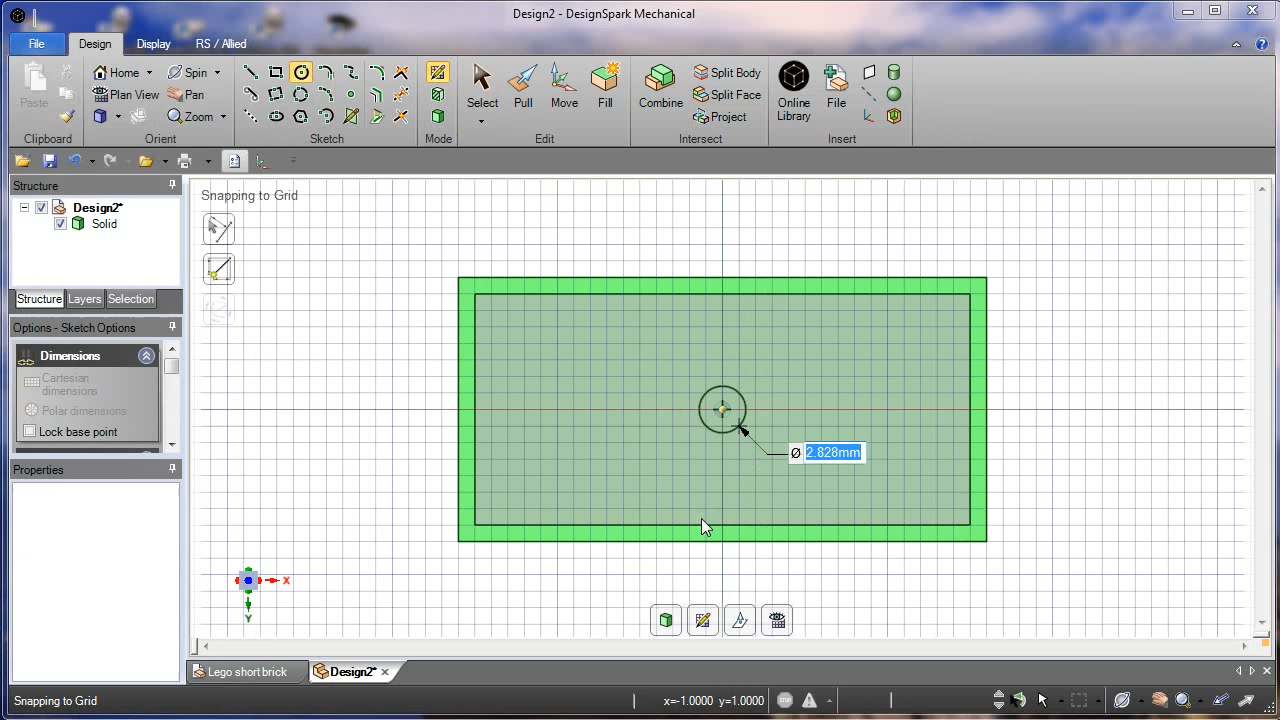 Design2 - DesignSpark Mechanical
File Design Display RS / Allied
Paste
Home Spin
Plan View Pan
Zoom
Select Pull Move Fill
Combine
Split Body
Split Face
Project
Online Library
File
Clipboard Orient Sketch Mode Edit Intersect Insert
Structure
Design2*
Solid
Structure Layers Selection
Options - Sketch Options
Dimensions
Cartesian
dimensions
Polar dimensions
Lock base point
Properties
Snapping to Grid
Ø 2.828mm
X
Y
Lego short brick Design2*
Snapping to Grid
x=-1.0000 y=1.0000
STOP